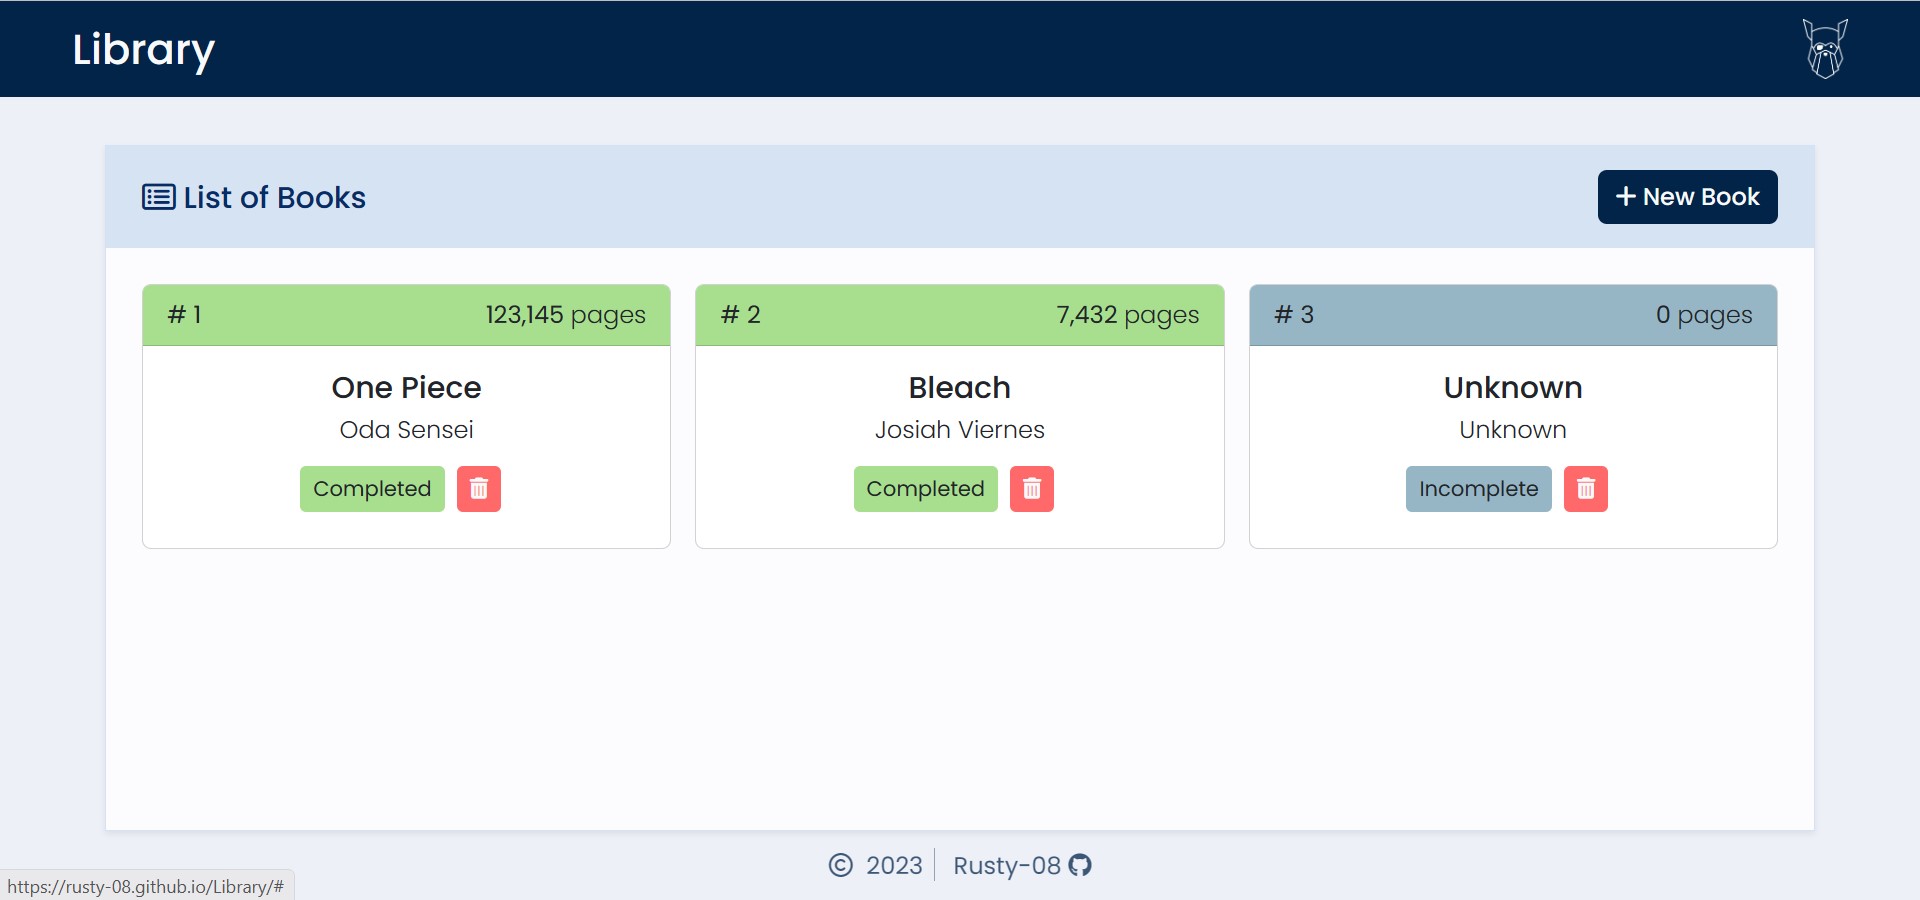 Library
List of Books
New Book
# 1 123,145 pages
One Piece
Oda Sensei
Completed
# 2 7,432 pages
Bleach
Josiah Viernes
Completed
# 3 0 pages
Unknown
Unknown
Incomplete
© 2023 Rusty-08
https://rusty-08.github.io/Library/#